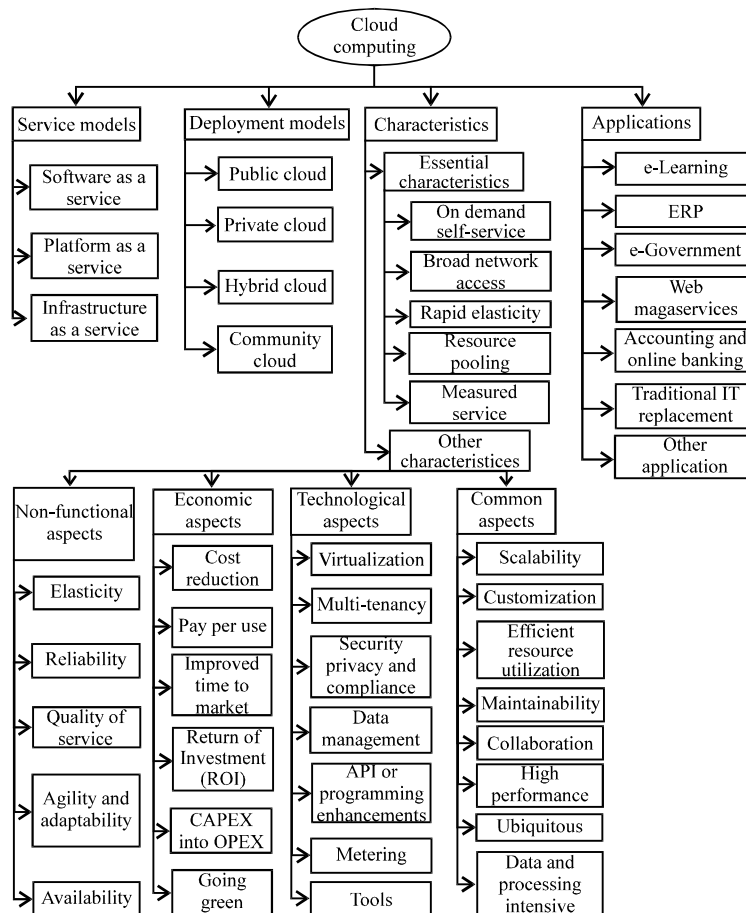 Cloud
computing
Service models
Software as a
service
Platform as a
service
Infrastructure
as a service
Deployment models
Public cloud
Private cloud
Hybrid cloud
Community
cloud
Characteristics
Essential
characteristics
On demand
self-service
Broad network
access
Rapid elasticity
Resource
pooling
Measured
service
Other
characteristices
Applications
e-Learning
ERP
e-Government
Web
magaservices
Accounting and
online banking
Traditional IT
replacement
Other
application
Non-functional
aspects
Elasticity
Reliability
Quality of
service
Agility and
adaptability
Availability
Economic
aspects
Cost
reduction
Pay per use
Improved
time to
market
Return of
Investment
(ROI)
CAPEX
into OPEX
Going
green
Technological
aspects
Virtualization
Multi-tenancy
Security
privacy and
compliance
Data
management
API or
programming
enhancements
Metering
Tools
Common
aspects
Scalability
Customization
Efficient
resource
utilization
Maintainability
Collaboration
High
performance
Ubiquitous
Data and
processing
intensive